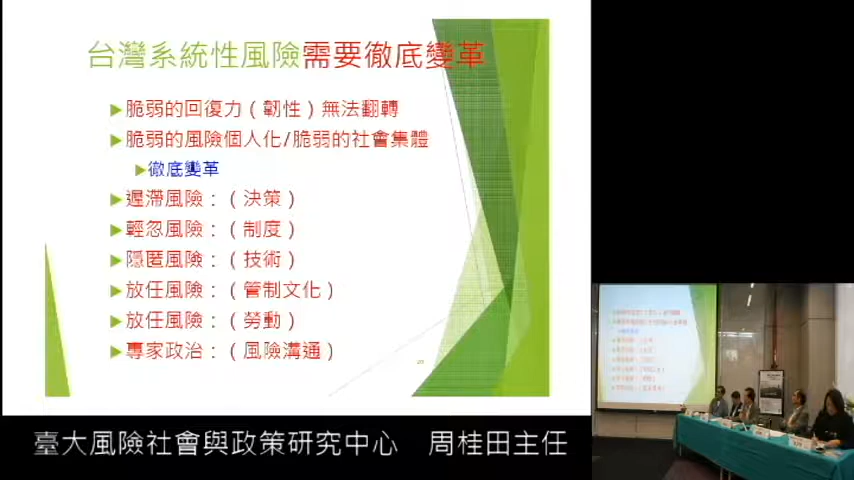 台灣系統性風險需要徹底變革
▶脆弱的回復力（韌性）無法翻轉
▶脆弱的風險個人化/脆弱的社會集體
▶徹底變革
▶遲滯風險：（決策）
▶輕忽風險：（制度）
▶隱匿風險：（技術）
▶放任風險：（管制文化）
▶放任風險：（勞動）
▶專家政治：（風險溝通）
臺大風險社會與政策研究中心　周桂田主任